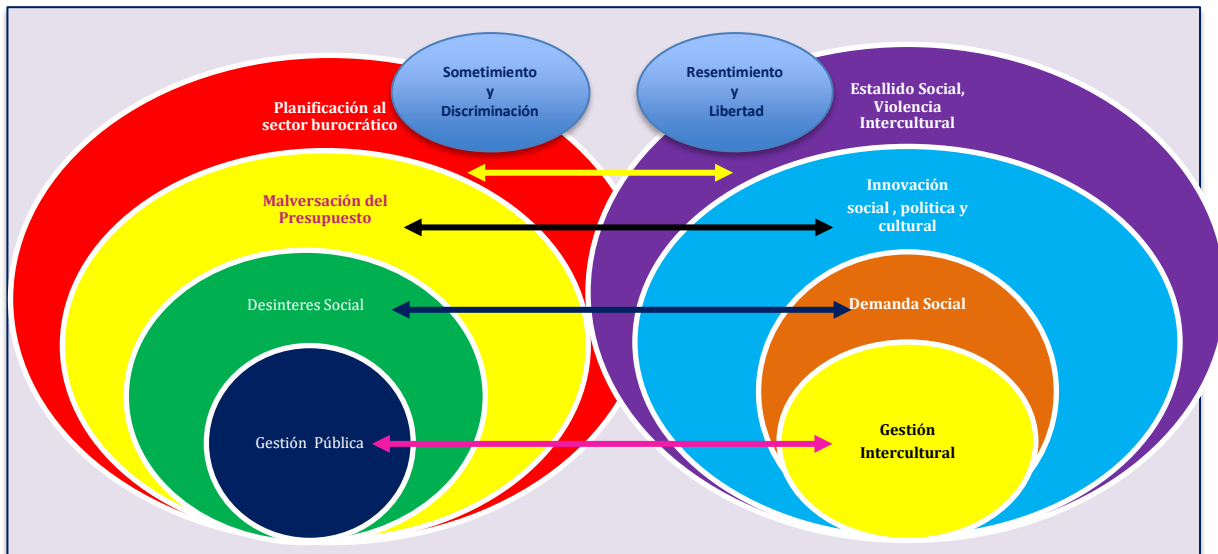 Sometimiento
y
Discriminación
Resentimiento
y
Libertad
Planificación al
sector burocrático
Estallido Social,
Violencia
Intercultural
Malversación del
Presupuesto
Innovación
social , politica y
cultural
Desinteres Social
Demanda Social
Gestión Pública
Gestión
Intercultural